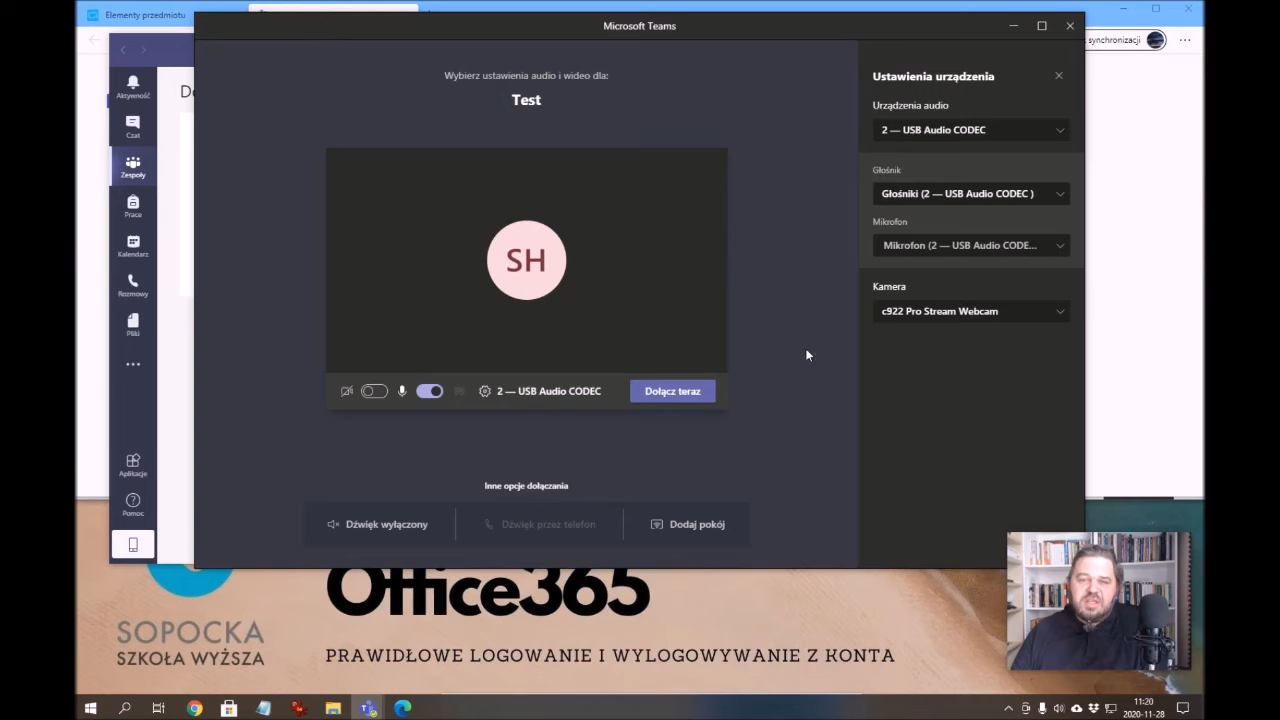 Elementy przedmiotu
Microsoft Teams
synchronizacji
Aktywność
Czat
Zespoły
Prace
Kalendarz
Rozmowy
Pliki
Aplikacje
Pomoc
Wybierz ustawienia audio i wideo dla:
Test
SH
2 — USB Audio CODEC
Dołącz teraz
Inne opcje dołączania
Dźwięk wyłączony
Dźwięk przez telefon
Dodaj pokój
Ustawienia urządzenia
Urządzenia audio
2 — USB Audio CODEC
Głośnik
Głośniki (2 — USB Audio CODEC )
Mikrofon
Mikrofon (2 — USB Audio CODE...
Kamera
c922 Pro Stream Webcam
Office365
SOPOCKA
SZKOŁA WYŻSZA
PRAWIDŁOWE LOGOWANIE I WYLOGOWYWANIE Z KONTA
11:20
2020-11-28